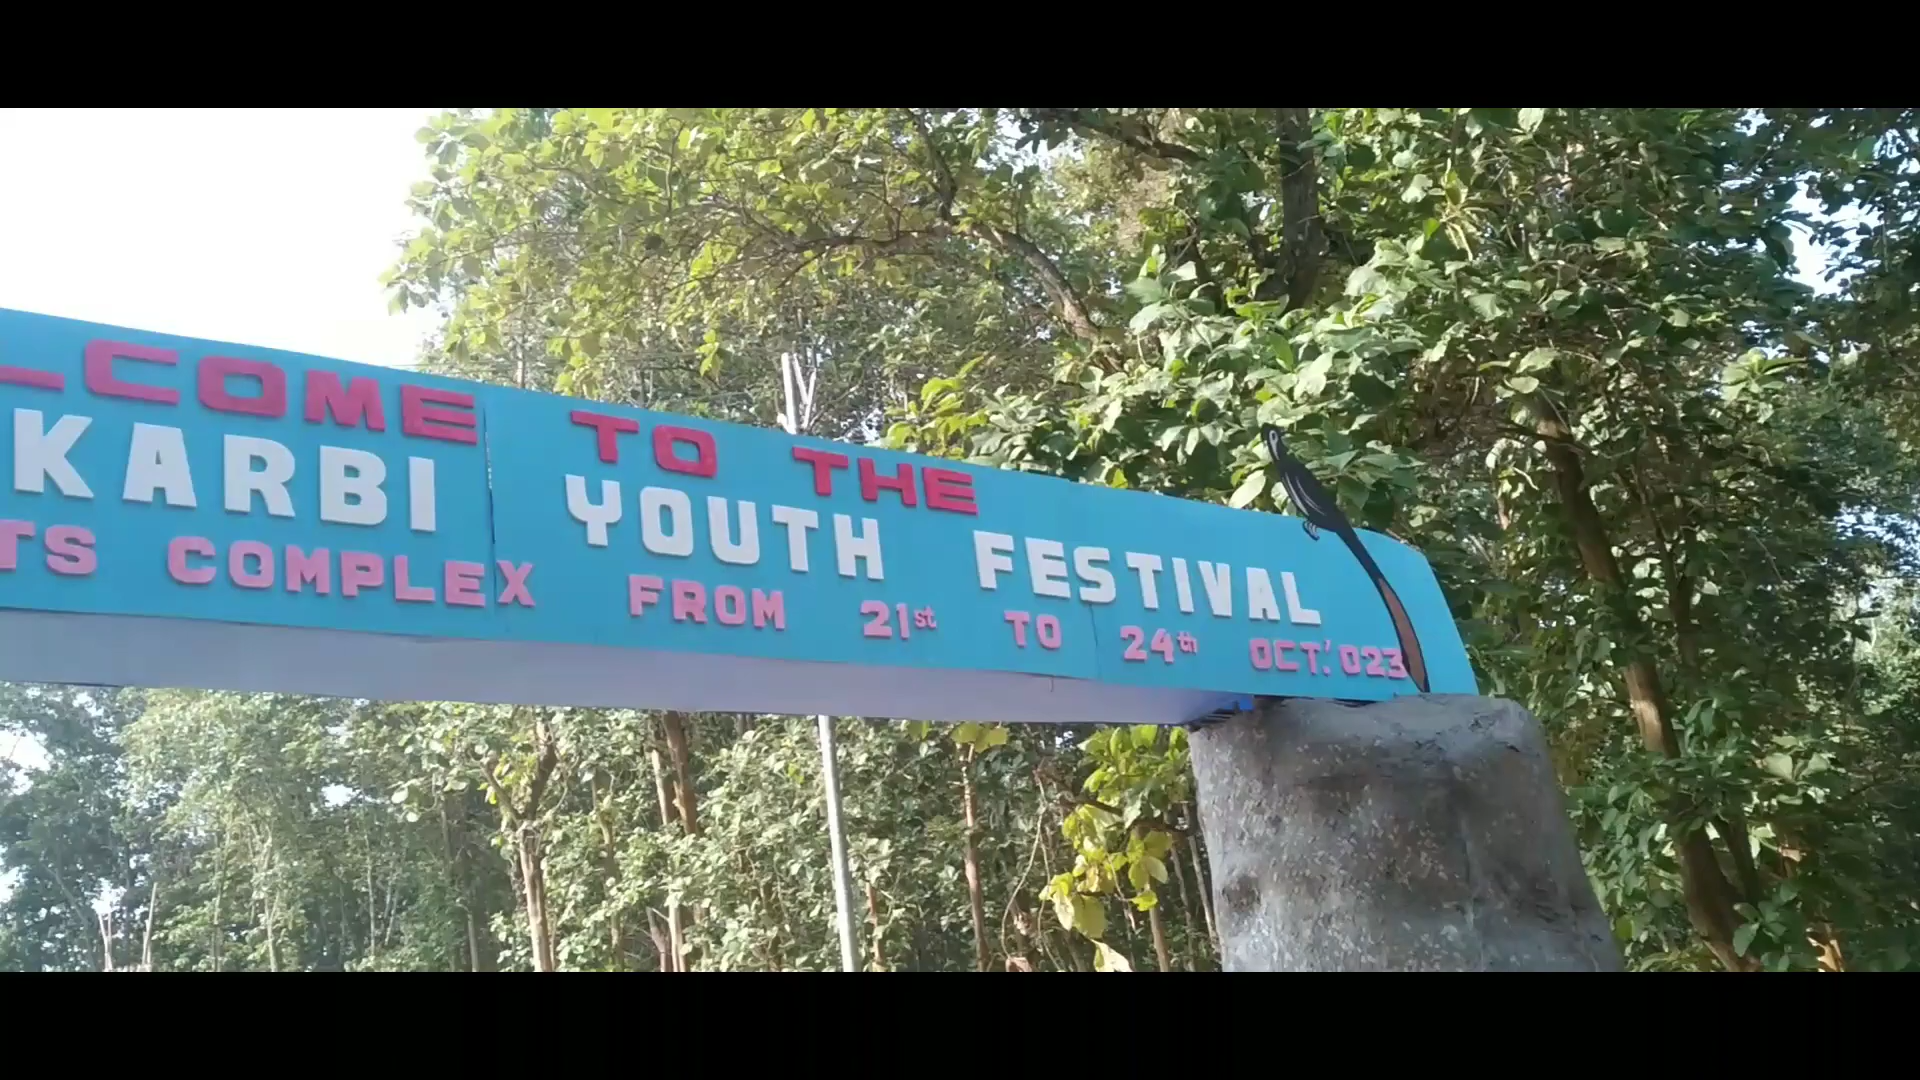 LCOME TO THE
KARBI YOUTH FESTIVAL
TS COMPLEX FROM 21st TO 24th OCT.'023